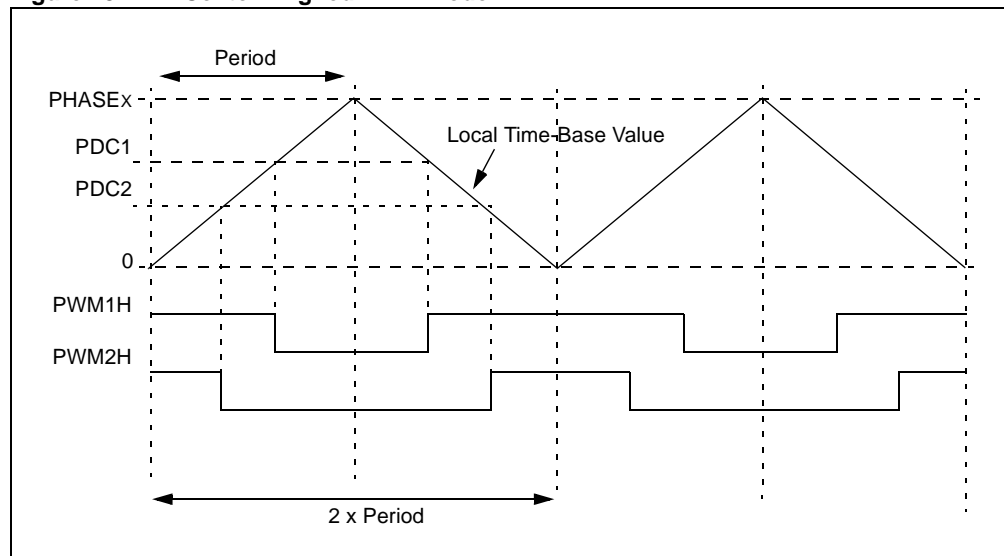 Period
PHASEX
PDC1
Local Time-Base Value
PDC2
0
PWM1H
PWM2H
2 x Period